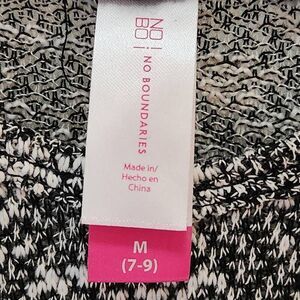 NO
BO
NO BOUNDARIES
Made in/
Hecho en
China
M
(7-9)